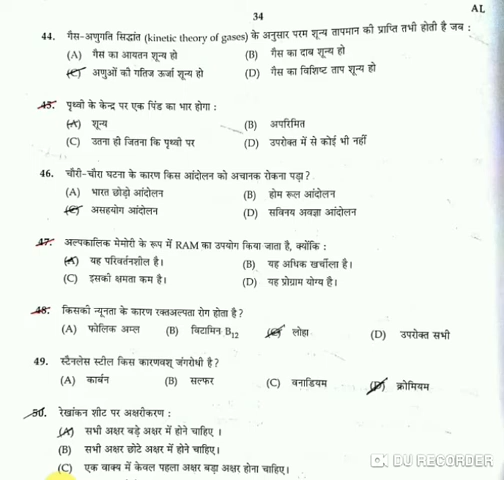 34
AL
44. गैस-अणुगति सिद्धांत (kinetic theory of gases) के अनुसार परम शून्य तापमान की प्राप्ति तभी होती है जब :
(A) गैस का आयतन शून्य हो (B) गैस का दाब शून्य हो
(C) अणुओं की गतिज ऊर्जा शून्य हो (D) गैस का विशिष्ट ताप शून्य हो
45. पृथ्वी के केन्द्र पर एक पिंड का भार होगा :
(A) शून्य (B) अपरिमित
(C) उतना ही जितना कि पृथ्वी पर (D) उपरोक्त में से कोई भी नहीं
46. चौरी-चौरा घटना के कारण किस आंदोलन को अचानक रोकना पड़ा ?
(A) भारत छोड़ो आंदोलन (B) होम रूल आंदोलन
(C) असहयोग आंदोलन (D) सविनय अवज्ञा आंदोलन
47. अल्पकालिक मेमोरी के रूप में RAM का उपयोग किया जाता है, क्योंकि :
(A) यह परिवर्तनशील है। (B) यह अधिक खर्चीला है।
(C) इसकी क्षमता कम है। (D) यह प्रोग्राम योग्य है।
48. किसकी न्यूनता के कारण रक्तअल्पता रोग होता है ?
(A) फोलिक अम्ल (B) विटामिन B12 (C) लोहा (D) उपरोक्त सभी
49. स्टैनलेस स्टील किस कारणवश् जंगरोधी है ?
(A) कार्बन (B) सल्फर (C) वनाडियम (D) क्रोमियम
50. रेखांकन शीट पर अक्षरोकरण :
(A) सभी अक्षर बड़े अक्षर में होने चाहिए ।
(B) सभी अक्षर छोटे अक्षर में होने चाहिए।
(C) एक वाक्य में केवल पहला अक्षर बड़ा अक्षर होना चाहिए।
DU RECORDER